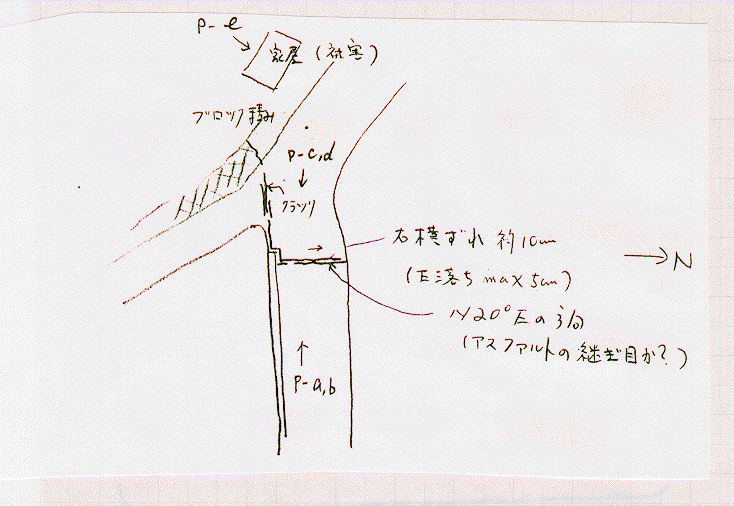 P-e
家屋(被害)
ブロック積み
P-c,d
クラック
右横ずれ 約10cm
(E落ち max 5cm)
N20°Eの方向
(アスファルトの継ぎ目か?)
N
P-a,b